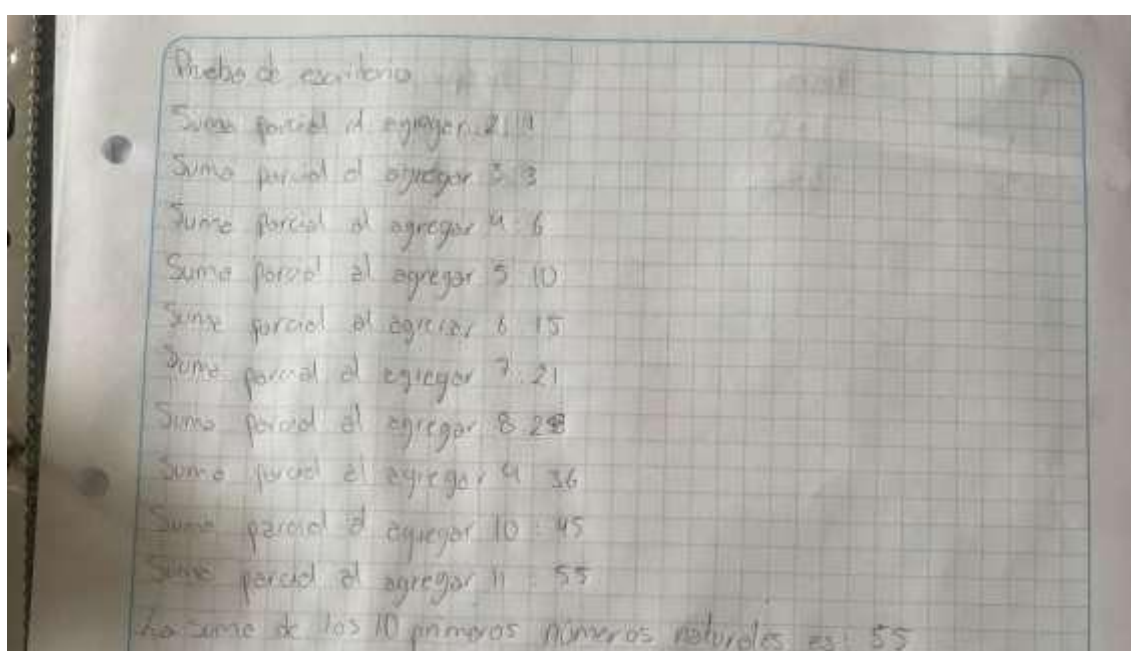 Prueba de escritorio
Suma parcial al agregar 2: 1
Suma parcial al agregar 3: 3
Suma parcial al agregar 4: 6
Suma parcial al agregar 5 10
Suma parcial al agregar 6 15
Suma parcial al agregar 7: 21
Suma parcial al agregar 8 28
Suma parcial al agregar 9 36
Suma parcial al agregar 10: 45
Suma parcial al agregar 11: 55
La suma de los 10 primeros números naturales es: 55